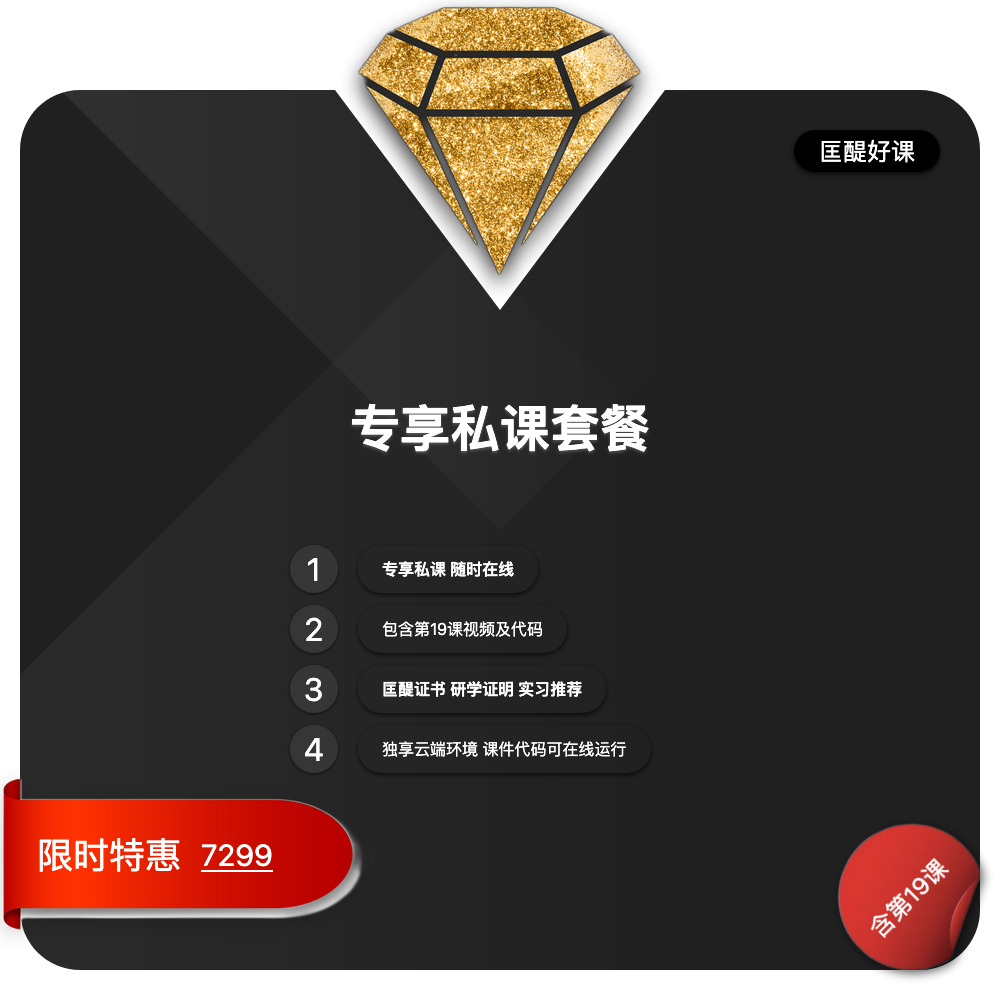 匡醍好课
专享私课套餐
1 专享私课 随时在线
2 包含第19课视频及代码
3 匡醍证书 研学证明 实习推荐
4 独享云端环境 课件代码可在线运行
限时特惠 7299
含第19课